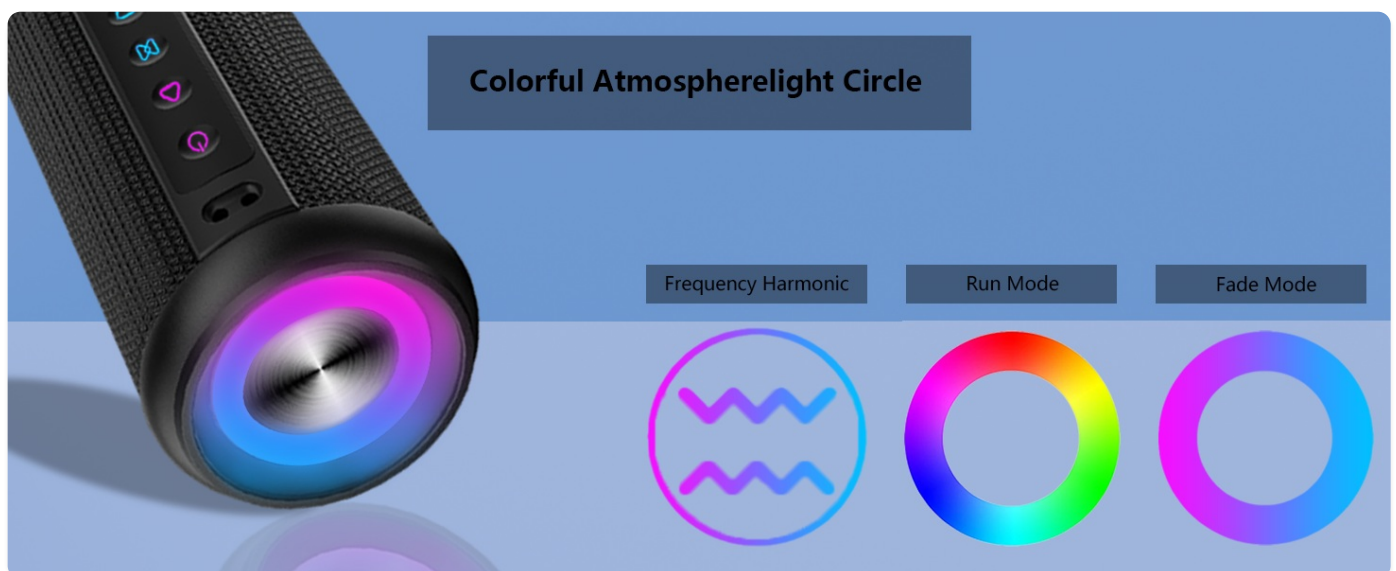 Colorful Atmospherelight Circle
Frequency Harmonic
Run Mode
Fade Mode